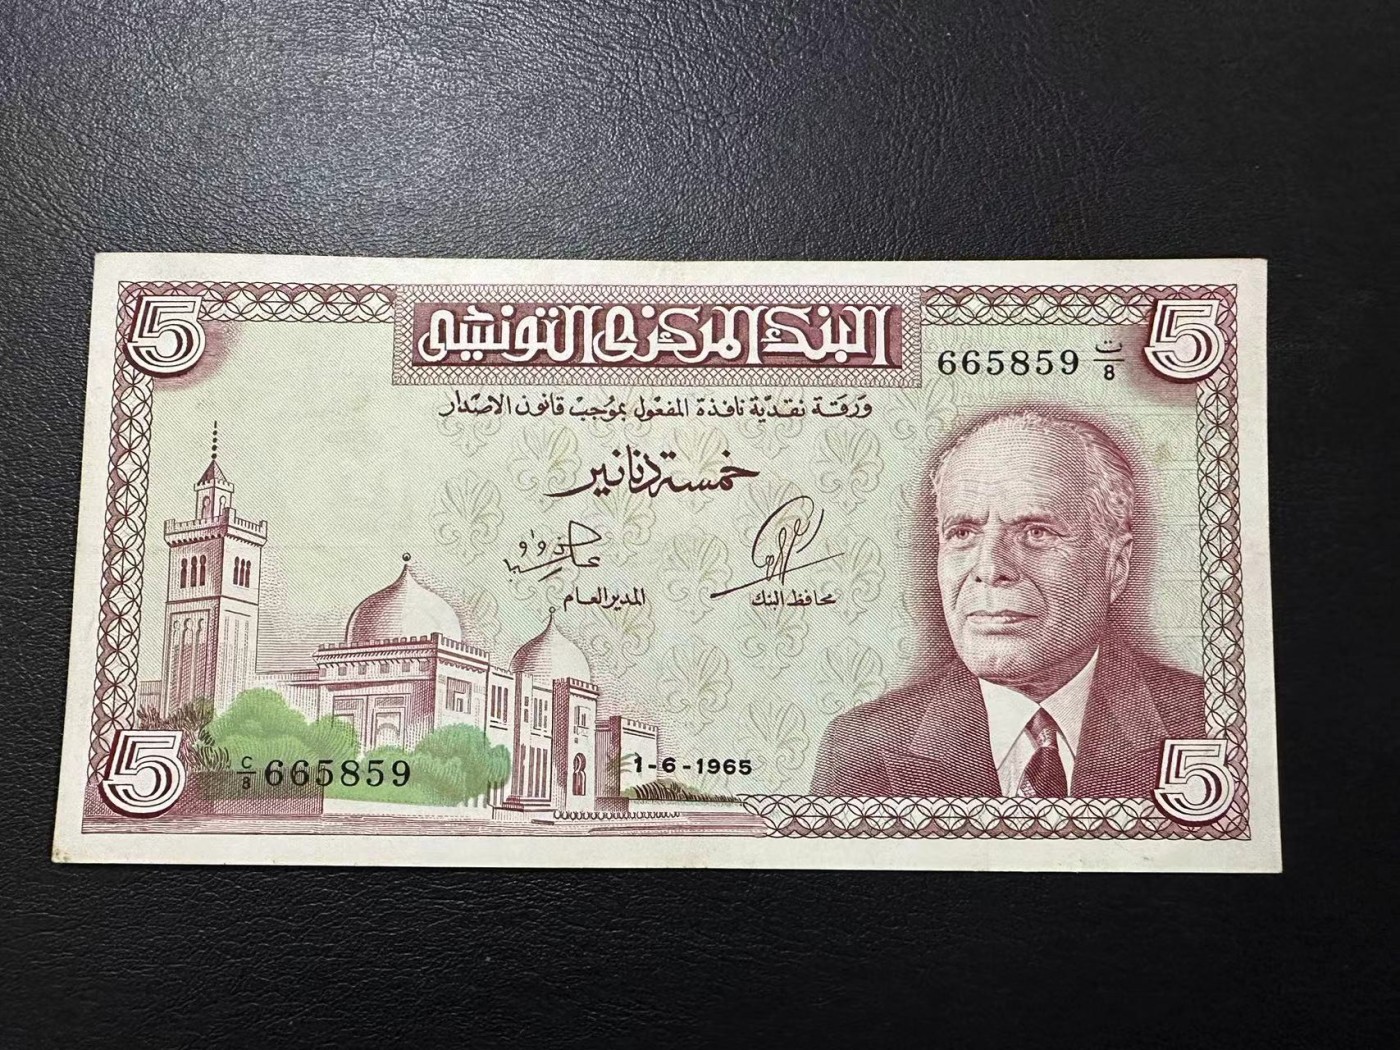 5
البنك المركزي التونسي
665859 ت/8
5
ورقة نقدية نافذة المفعول بموجب قانون الاصدار
خمسة دنانير
المدير العام
محافظ البنك
5
C/8 665859
1-6-1965
5